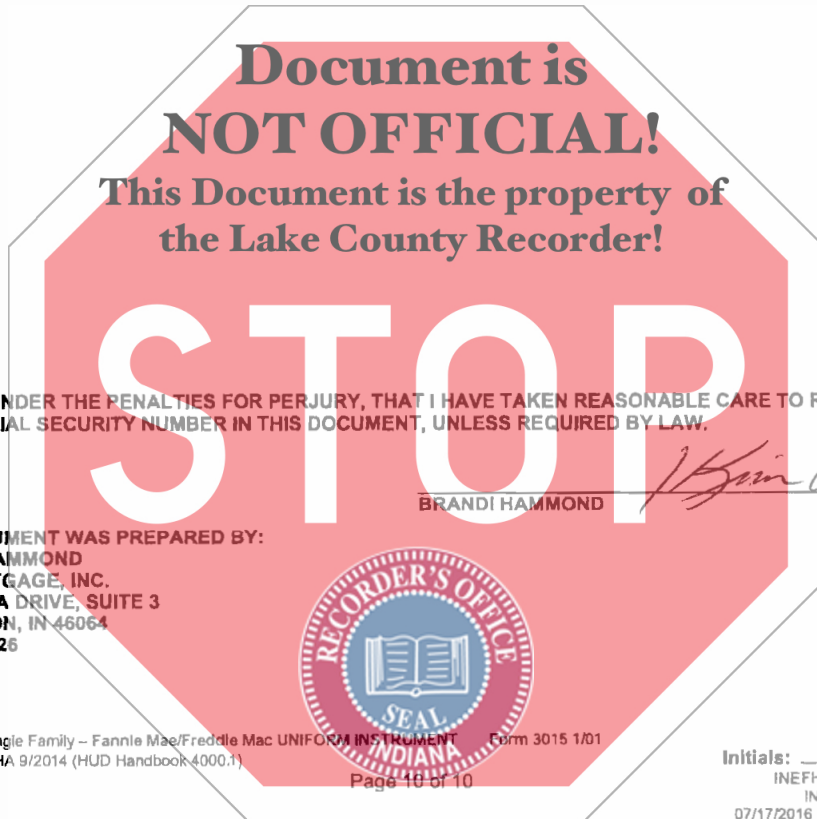 Document is
NOT OFFICIAL!
This Document is the property of
the Lake County Recorder!
STOP
NDER THE PENALTIES FOR PERJURY, THAT I HAVE TAKEN REASONABLE CARE TO R
IAL SECURITY NUMBER IN THIS DOCUMENT, UNLESS REQUIRED BY LAW.
BRANDI HAMMOND
UMENT WAS PREPARED BY:
AMMOND
TGAGE, INC.
A DRIVE, SUITE 3
ON, IN 46064
26
RECORDER'S OFFICE
SEAL
INDIANA
gle Family – Fannie Mae/Freddie Mac UNIFORM INSTRUMENT Form 3015 1/01
HA 9/2014 (HUD Handbook 4000.1)
Page 10 of 10
Initials:
INEFH
IN
07/17/2016